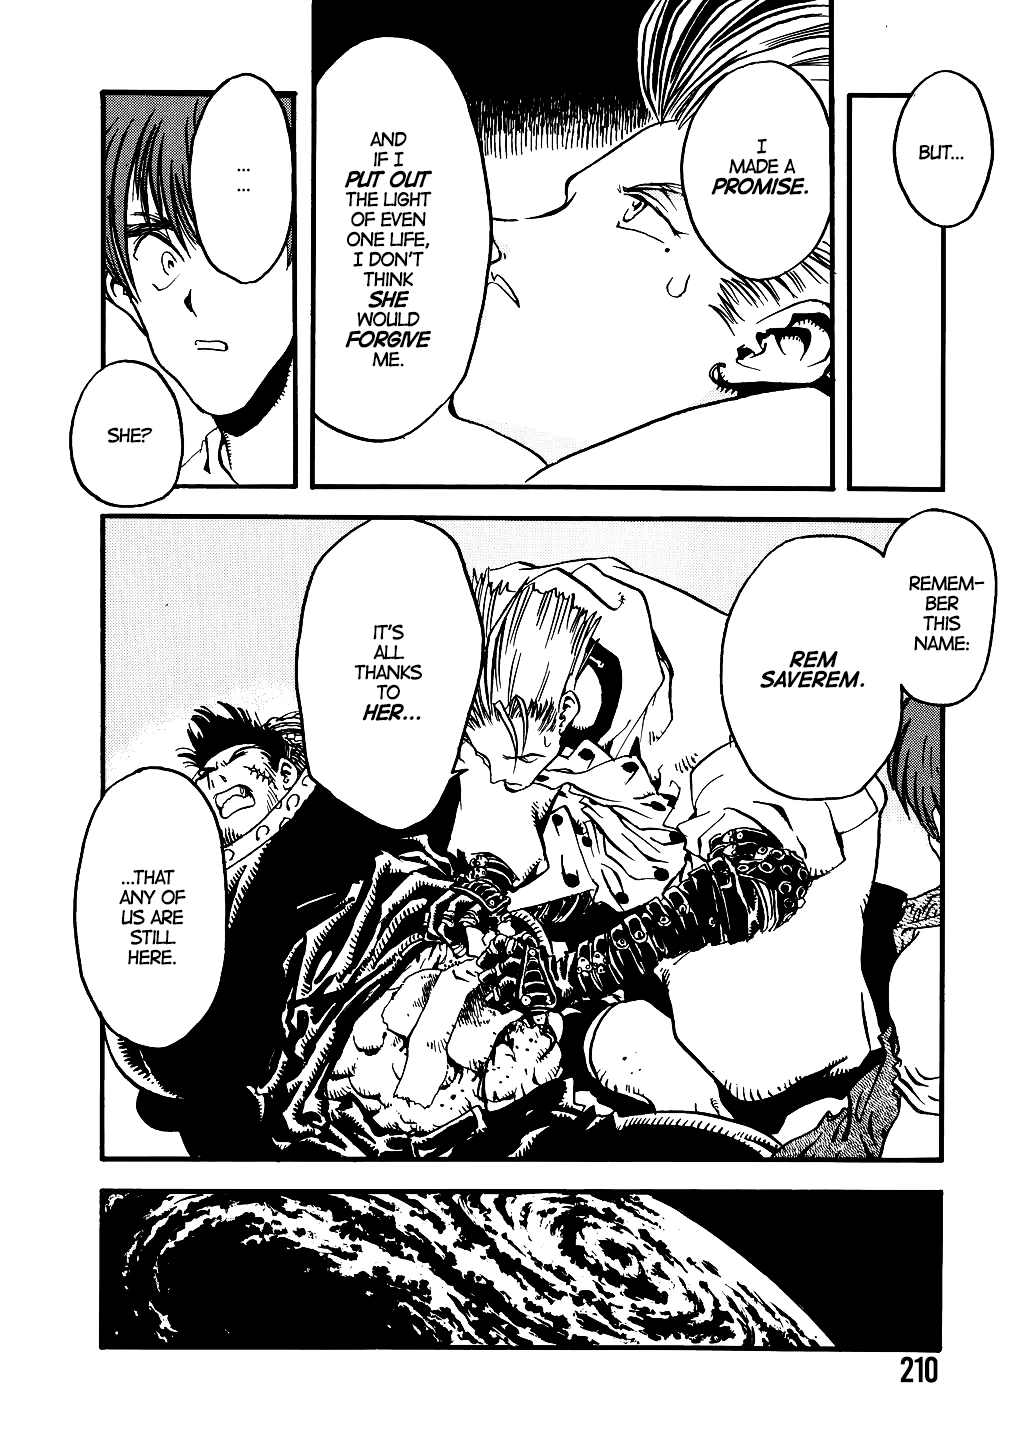 BUT...
I
MADE A
PROMISE.
AND
IF I
PUT OUT
THE LIGHT
OF EVEN
ONE LIFE,
I DON'T
THINK
SHE
WOULD
FORGIVE
ME.
...
...
SHE?
REMEM-
BER
THIS
NAME:
REM
SAVEREM.
IT'S
ALL
THANKS
TO
HER...
...THAT
ANY OF
US ARE
STILL
HERE.
210